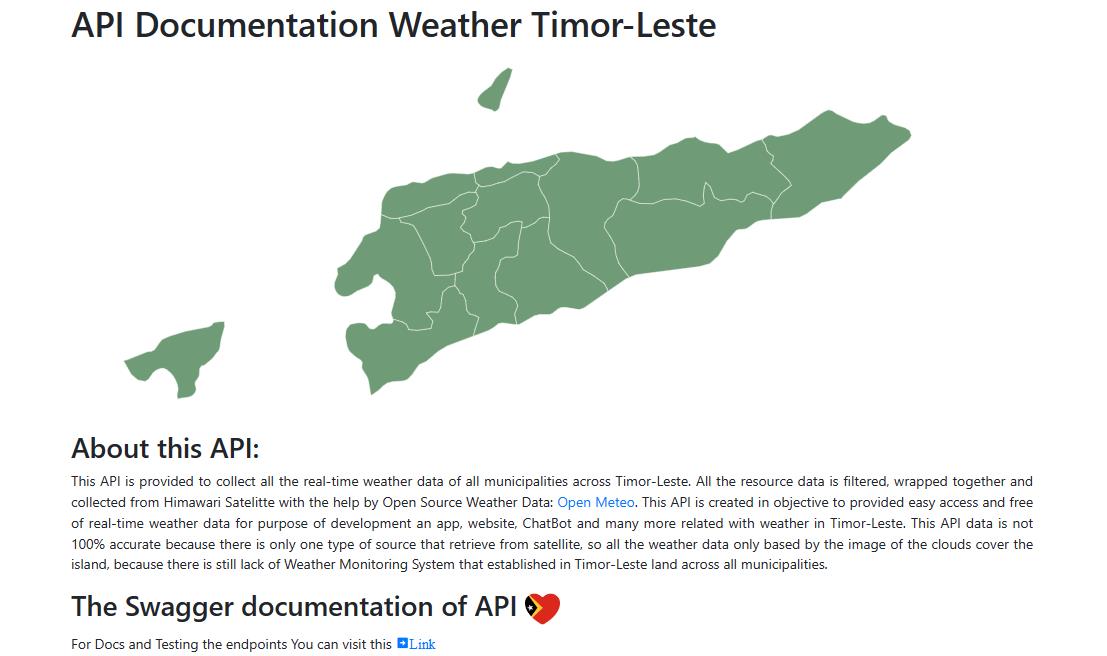 API Documentation Weather Timor-Leste
About this API:
This API is provided to collect all the real-time weather data of all municipalities across Timor-Leste. All the resource data is filtered, wrapped together and
collected from Himawari Satelitte with the help by Open Source Weather Data: Open Meteo. This API is created in objective to provided easy access and free
of real-time weather data for purpose of development an app, website, ChatBot and many more related with weather in Timor-Leste. This API data is not
100% accurate because there is only one type of source that retrieve from satellite, so all the weather data only based by the image of the clouds cover the
island, because there is still lack of Weather Monitoring System that established in Timor-Leste land across all municipalities.
The Swagger documentation of API
For Docs and Testing the endpoints You can visit this Link